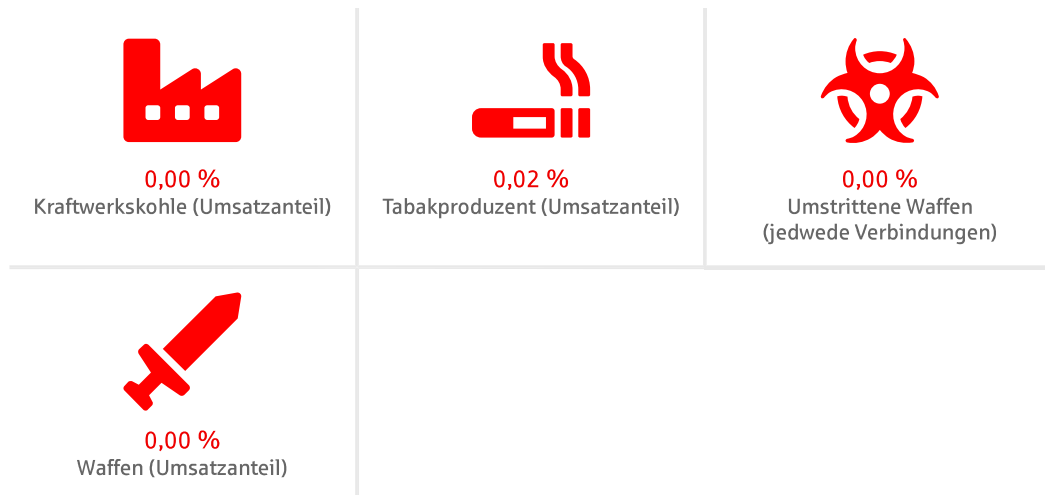 0,00 %
Kraftwerkskohle (Umsatzanteil)
0,02 %
Tabakproduzent (Umsatzanteil)
0,00 %
Umstrittene Waffen
(jedwede Verbindungen)
0,00 %
Waffen (Umsatzanteil)